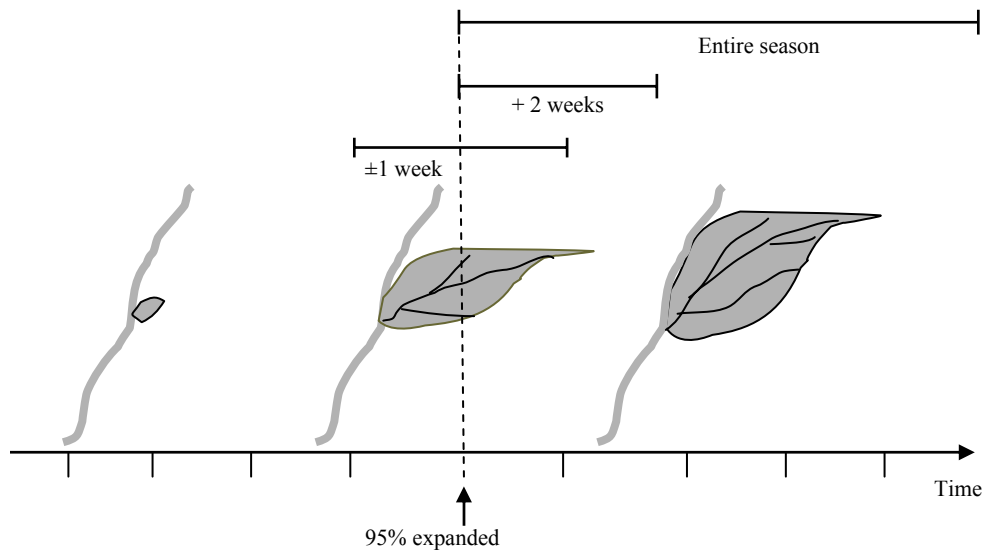 Entire season
+ 2 weeks
±1 week
Time
95% expanded